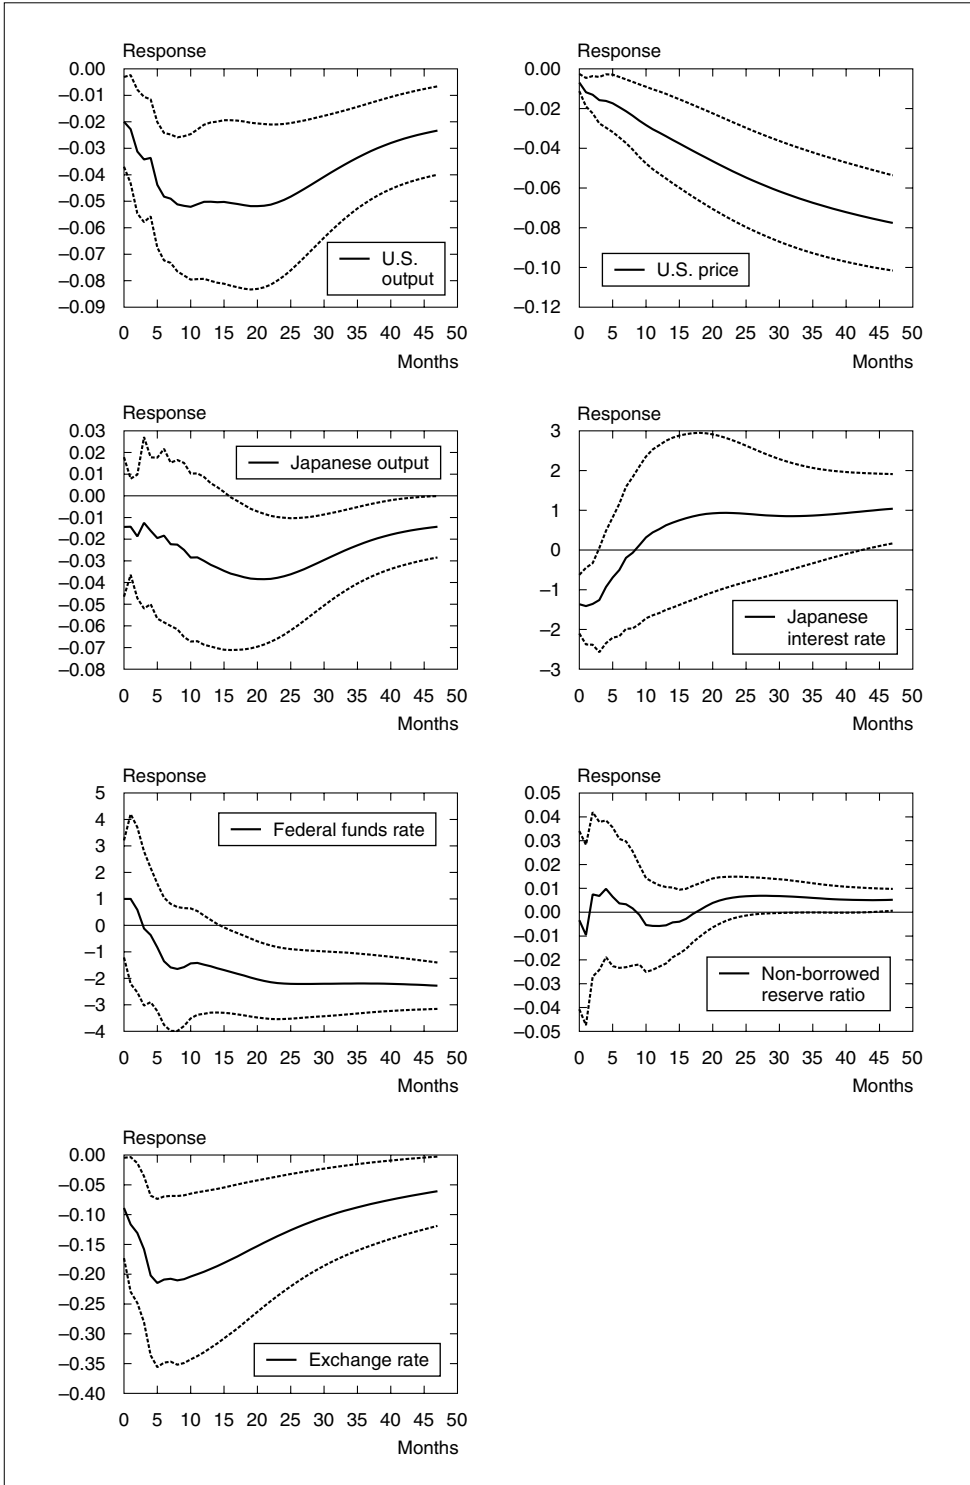 Response
0.00
–0.01
–0.02
–0.03
–0.04
–0.05
–0.06
–0.07
–0.08
–0.09
U.S.
output
0 5 10 15 20 25 30 35 40 45 50
Months
Response
0.00
–0.02
–0.04
–0.06
–0.08
–0.10
–0.12
U.S. price
0 5 10 15 20 25 30 35 40 45 50
Months
Response
0.03
0.02
0.01
0.00
–0.01
–0.02
–0.03
–0.04
–0.05
–0.06
–0.07
–0.08
Japanese output
0 5 10 15 20 25 30 35 40 45 50
Months
Response
3
2
1
0
–1
–2
–3
Japanese
interest rate
0 5 10 15 20 25 30 35 40 45 50
Months
Response
5
4
3
2
1
0
–1
–2
–3
–4
Federal funds rate
0 5 10 15 20 25 30 35 40 45 50
Months
Response
0.05
0.04
0.03
0.02
0.01
0.00
–0.01
–0.02
–0.03
–0.04
–0.05
Non-borrowed
reserve ratio
0 5 10 15 20 25 30 35 40 45 50
Months
Response
0.00
–0.05
–0.10
–0.15
–0.20
–0.25
–0.30
–0.35
–0.40
Exchange rate
0 5 10 15 20 25 30 35 40 45 50
Months